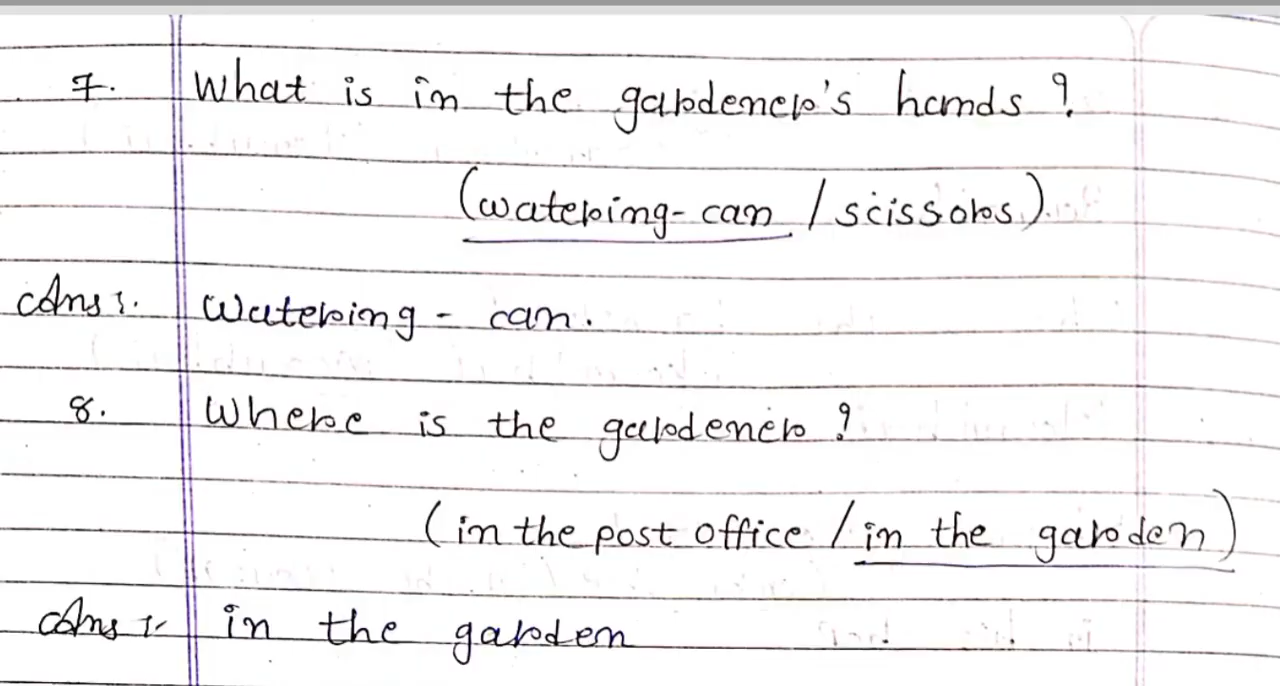 7. What is in the gardener's hands ?
(watering-can / scissors)
Ans :. Watering - can.
8. Where is the gardener ?
(in the post office / in the garden)
Ans :- in the garden